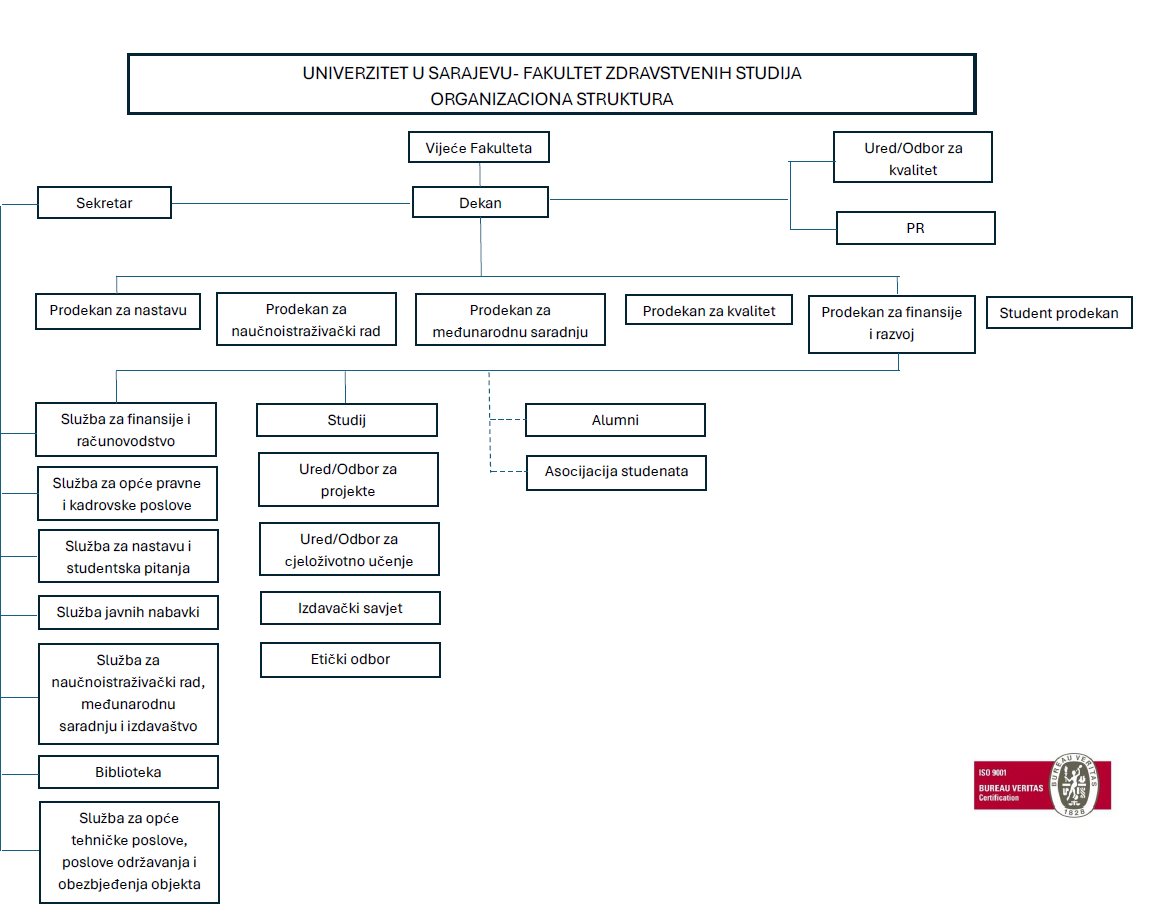 UNIVERZITET U SARAJEVU- FAKULTET ZDRAVSTVENIH STUDIJA
ORGANIZACIONA STRUKTURA
Vijeće Fakulteta
Ured/Odbor za
kvalitet
Sekretar
Dekan
PR
Prodekan za nastavu
Prodekan za
naučnoistraživački rad
Prodekan za
međunarodnu saradnju
Prodekan za kvalitet
Prodekan za finansije
i razvoj
Student prodekan
Služba za finansije i
računovodstvo
Služba za opće pravne
i kadrovske poslove
Služba za nastavu i
studentska pitanja
Služba javnih nabavki
Služba za
naučnoistraživački rad,
međunarodnu
saradnju i izdavaštvo
Biblioteka
Služba za opće
tehničke poslove,
poslove održavanja i
obezbjeđenja objekta
Studij
Ured/Odbor za
projekte
Ured/Odbor za
cjeloživotno učenje
Izdavački savjet
Etički odbor
Alumni
Asocijacija studenata
ISO 9001
BUREAU VERITAS
Certification
BUREAU VERITAS
1828